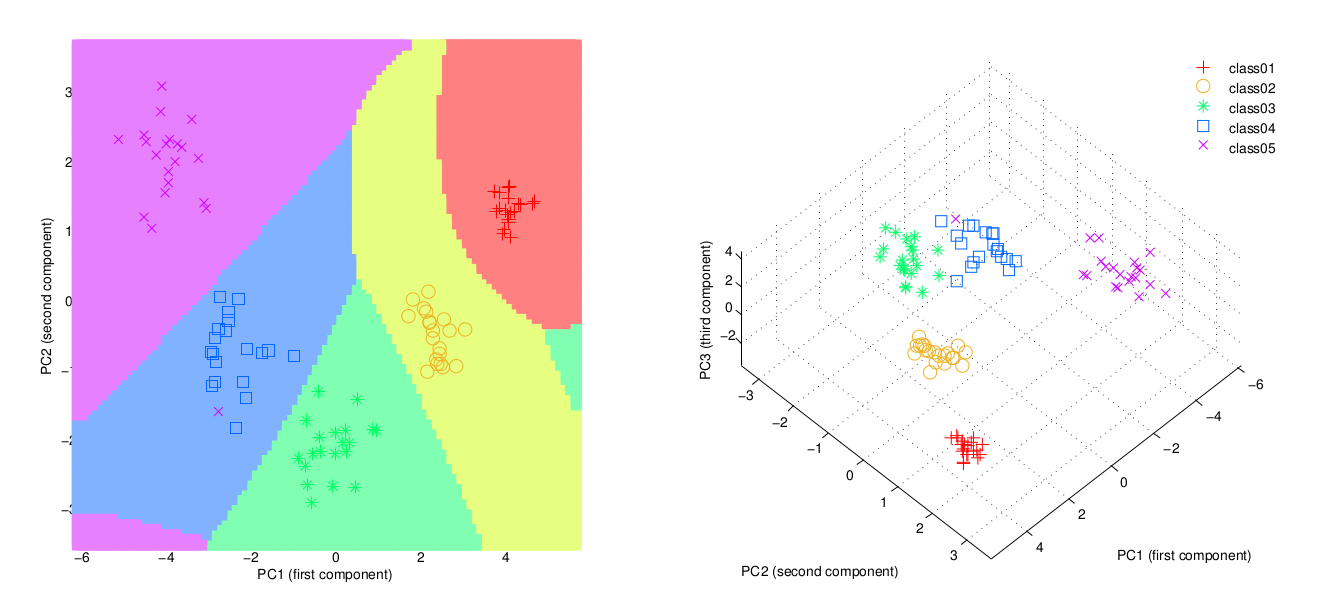 3
2
1
0
−
−2
−6 −4 −2 0 2 4
PC1 (first component)
PC2 (second component)
class01
class02
class03
class04
class05
4
2
0
−2
PC3 (third component)
−3
−2
−1
0
1
2
3
PC2 (second component)
−6
−4
−2
0
2
4
PC1 (first component)